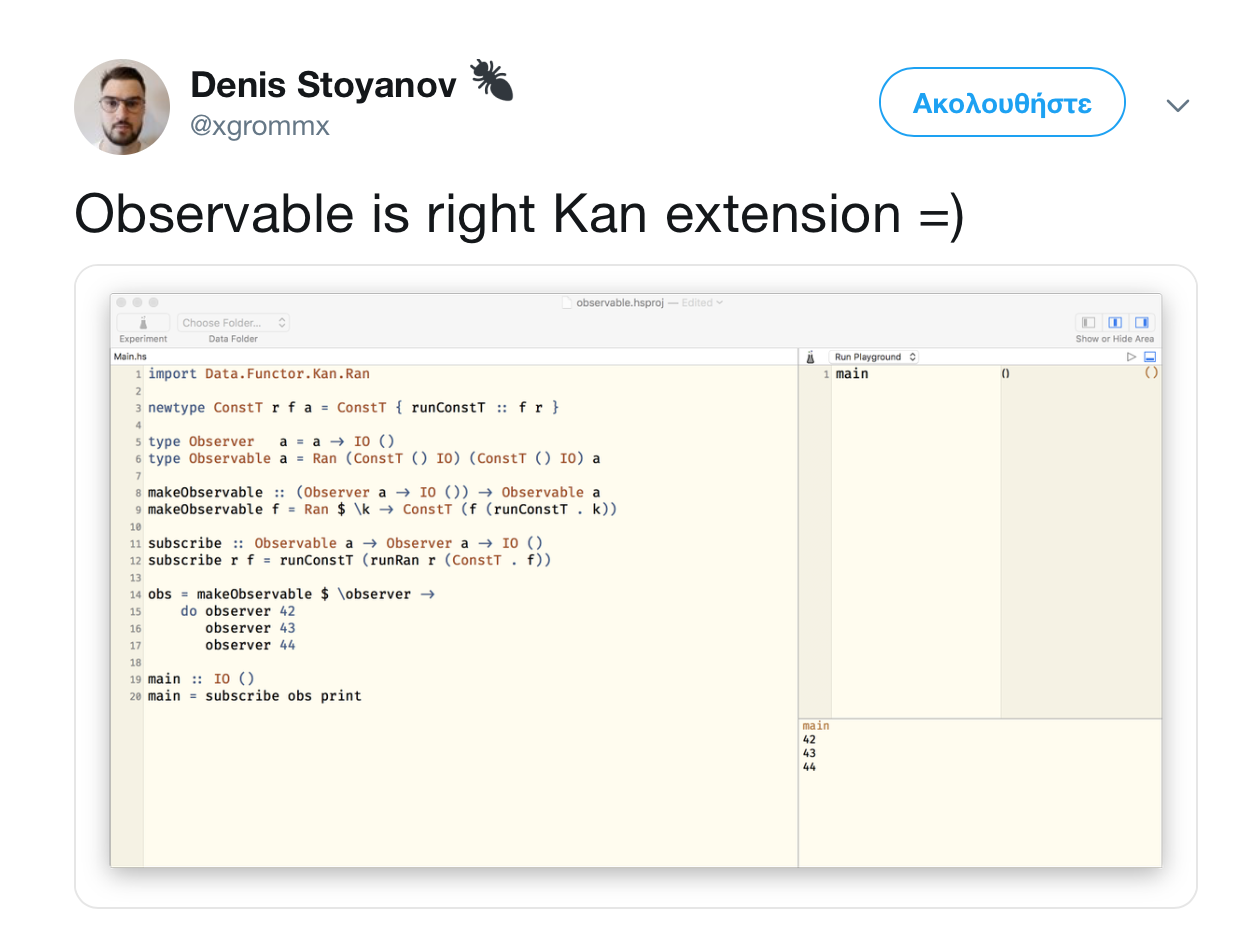 Denis Stoyanov 🐜
@xgrommx
Ακολουθήστε
Observable is right Kan extension =)
observable.hsproj — Edited
Choose Folder...
Experiment
Data Folder
Show or Hide Area
Main.hs
1 import Data.Functor.Kan.Ran
2
3 newtype ConstT r f a = ConstT { runConstT :: f r }
4
5 type Observer   a = a → IO ()
6 type Observable a = Ran (ConstT () IO) (ConstT () IO) a
7
8 makeObservable :: (Observer a → IO ()) → Observable a
9 makeObservable f = Ran $ \k → ConstT (f (runConstT . k))
10
11 subscribe :: Observable a → Observer a → IO ()
12 subscribe r f = runConstT (runRan r (ConstT . f))
13
14 obs = makeObservable $ \observer →
15     do observer 42
16        observer 43
17        observer 44
18
19 main :: IO ()
20 main = subscribe obs print
Run Playground
1 main () ()
main
42
43
44